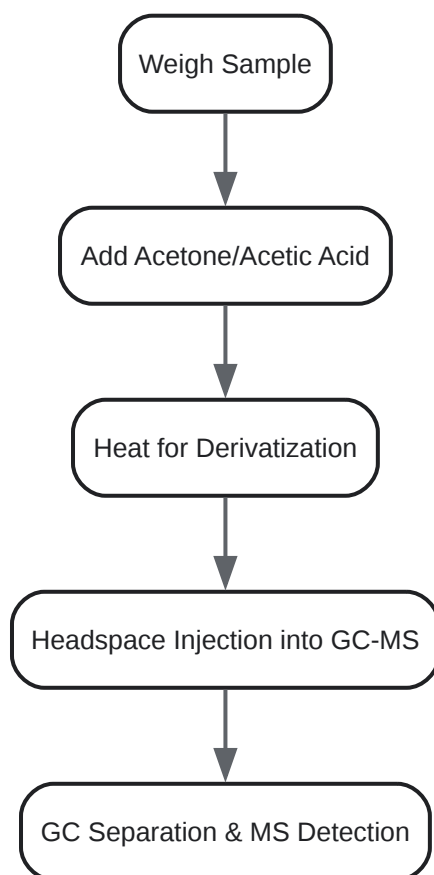 Weigh Sample
Add Acetone/Acetic Acid
Heat for Derivatization
Headspace Injection into GC-MS
GC Separation & MS Detection